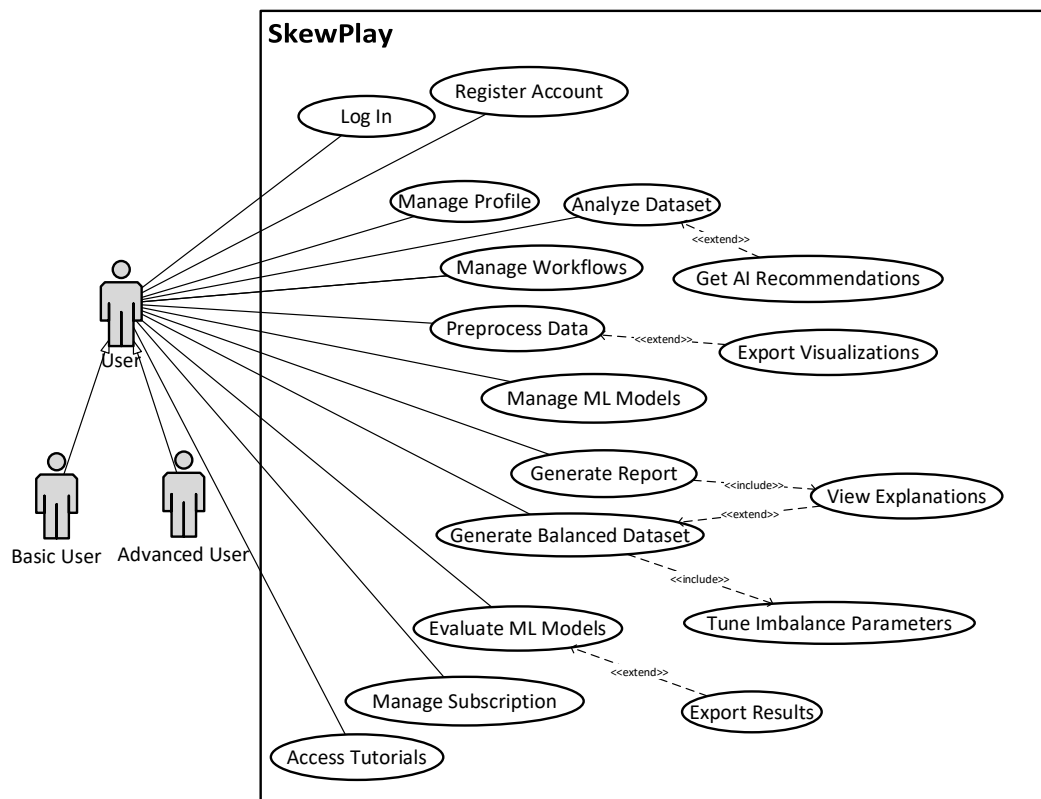 SkewPlay
Register Account
Log In
Manage Profile
Analyze Dataset
<<extend>>
Manage Workflows
Get AI Recommendations
Preprocess Data
<<extend>>
Export Visualizations
User
Manage ML Models
Generate Report
<<include>>
View Explanations
<<extend>>
Generate Balanced Dataset
Basic User
Advanced User
<<include>>
Tune Imbalance Parameters
Evaluate ML Models
<<extend>>
Manage Subscription
Export Results
Access Tutorials